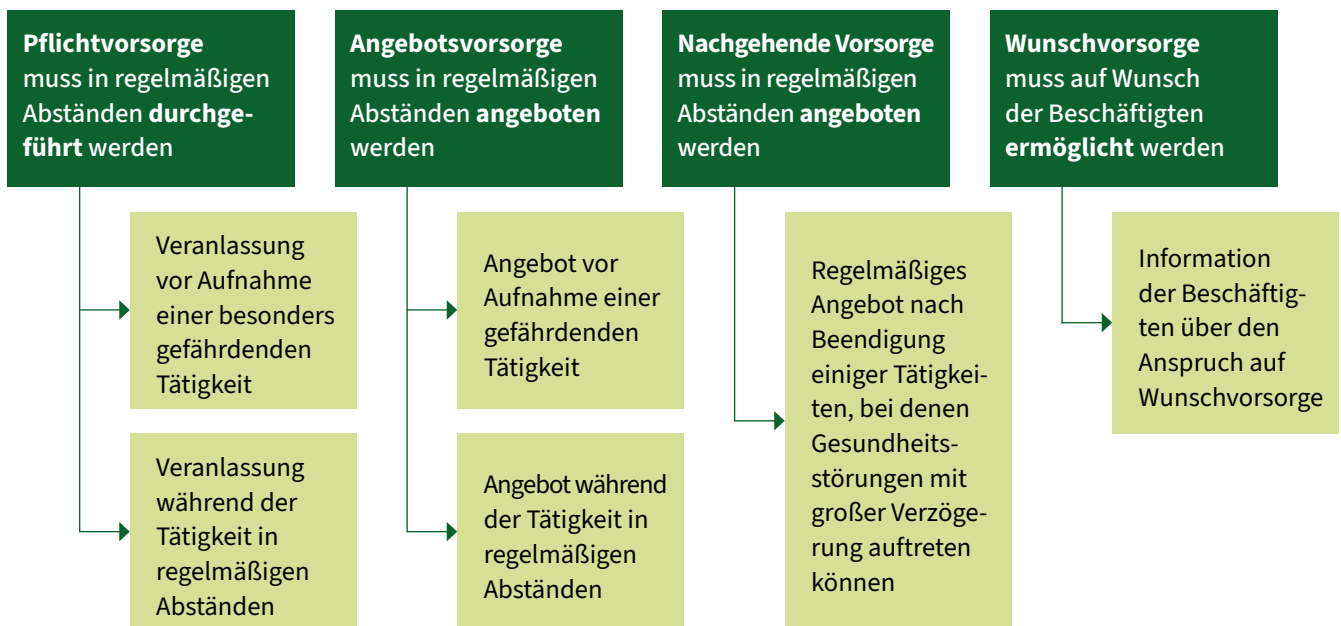 Pflichtvorsorge
muss in regelmäßigen
Abständen durchge-
führt werden
Veranlassung
vor Aufnahme
einer besonders
gefährdenden
Tätigkeit
Veranlassung
während der
Tätigkeit in
regelmäßigen
Abständen
Angebotsvorsorge
muss in regelmäßigen
Abständen angeboten
werden
Angebot vor
Aufnahme einer
gefährdenden
Tätigkeit
Angebot während
der Tätigkeit in
regelmäßigen
Abständen
Nachgehende Vorsorge
muss in regelmäßigen
Abständen angeboten
werden
Regelmäßiges
Angebot nach
Beendigung
einiger Tätigkei-
ten, bei denen
Gesundheits-
störungen mit
großer Verzöge-
rung auftreten
können
Wunschvorsorge
muss auf Wunsch
der Beschäftigten
ermöglicht werden
Information
der Beschäftig-
ten über den
Anspruch auf
Wunschvorsorge